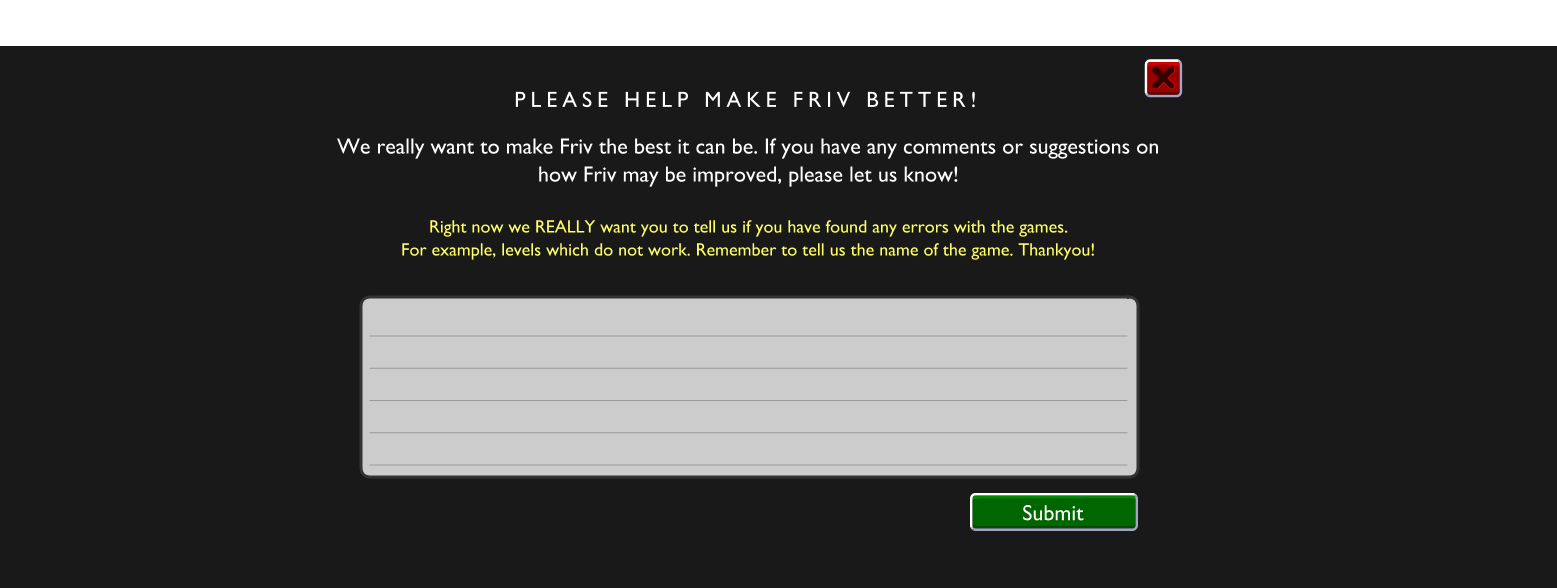 PLEASE HELP MAKE FRIV BETTER!
We really want to make Friv the best it can be. If you have any comments or suggestions on
how Friv may be improved, please let us know!
Right now we REALLY want you to tell us if you have found any errors with the games.
For example, levels which do not work. Remember to tell us the name of the game. Thankyou!
Submit